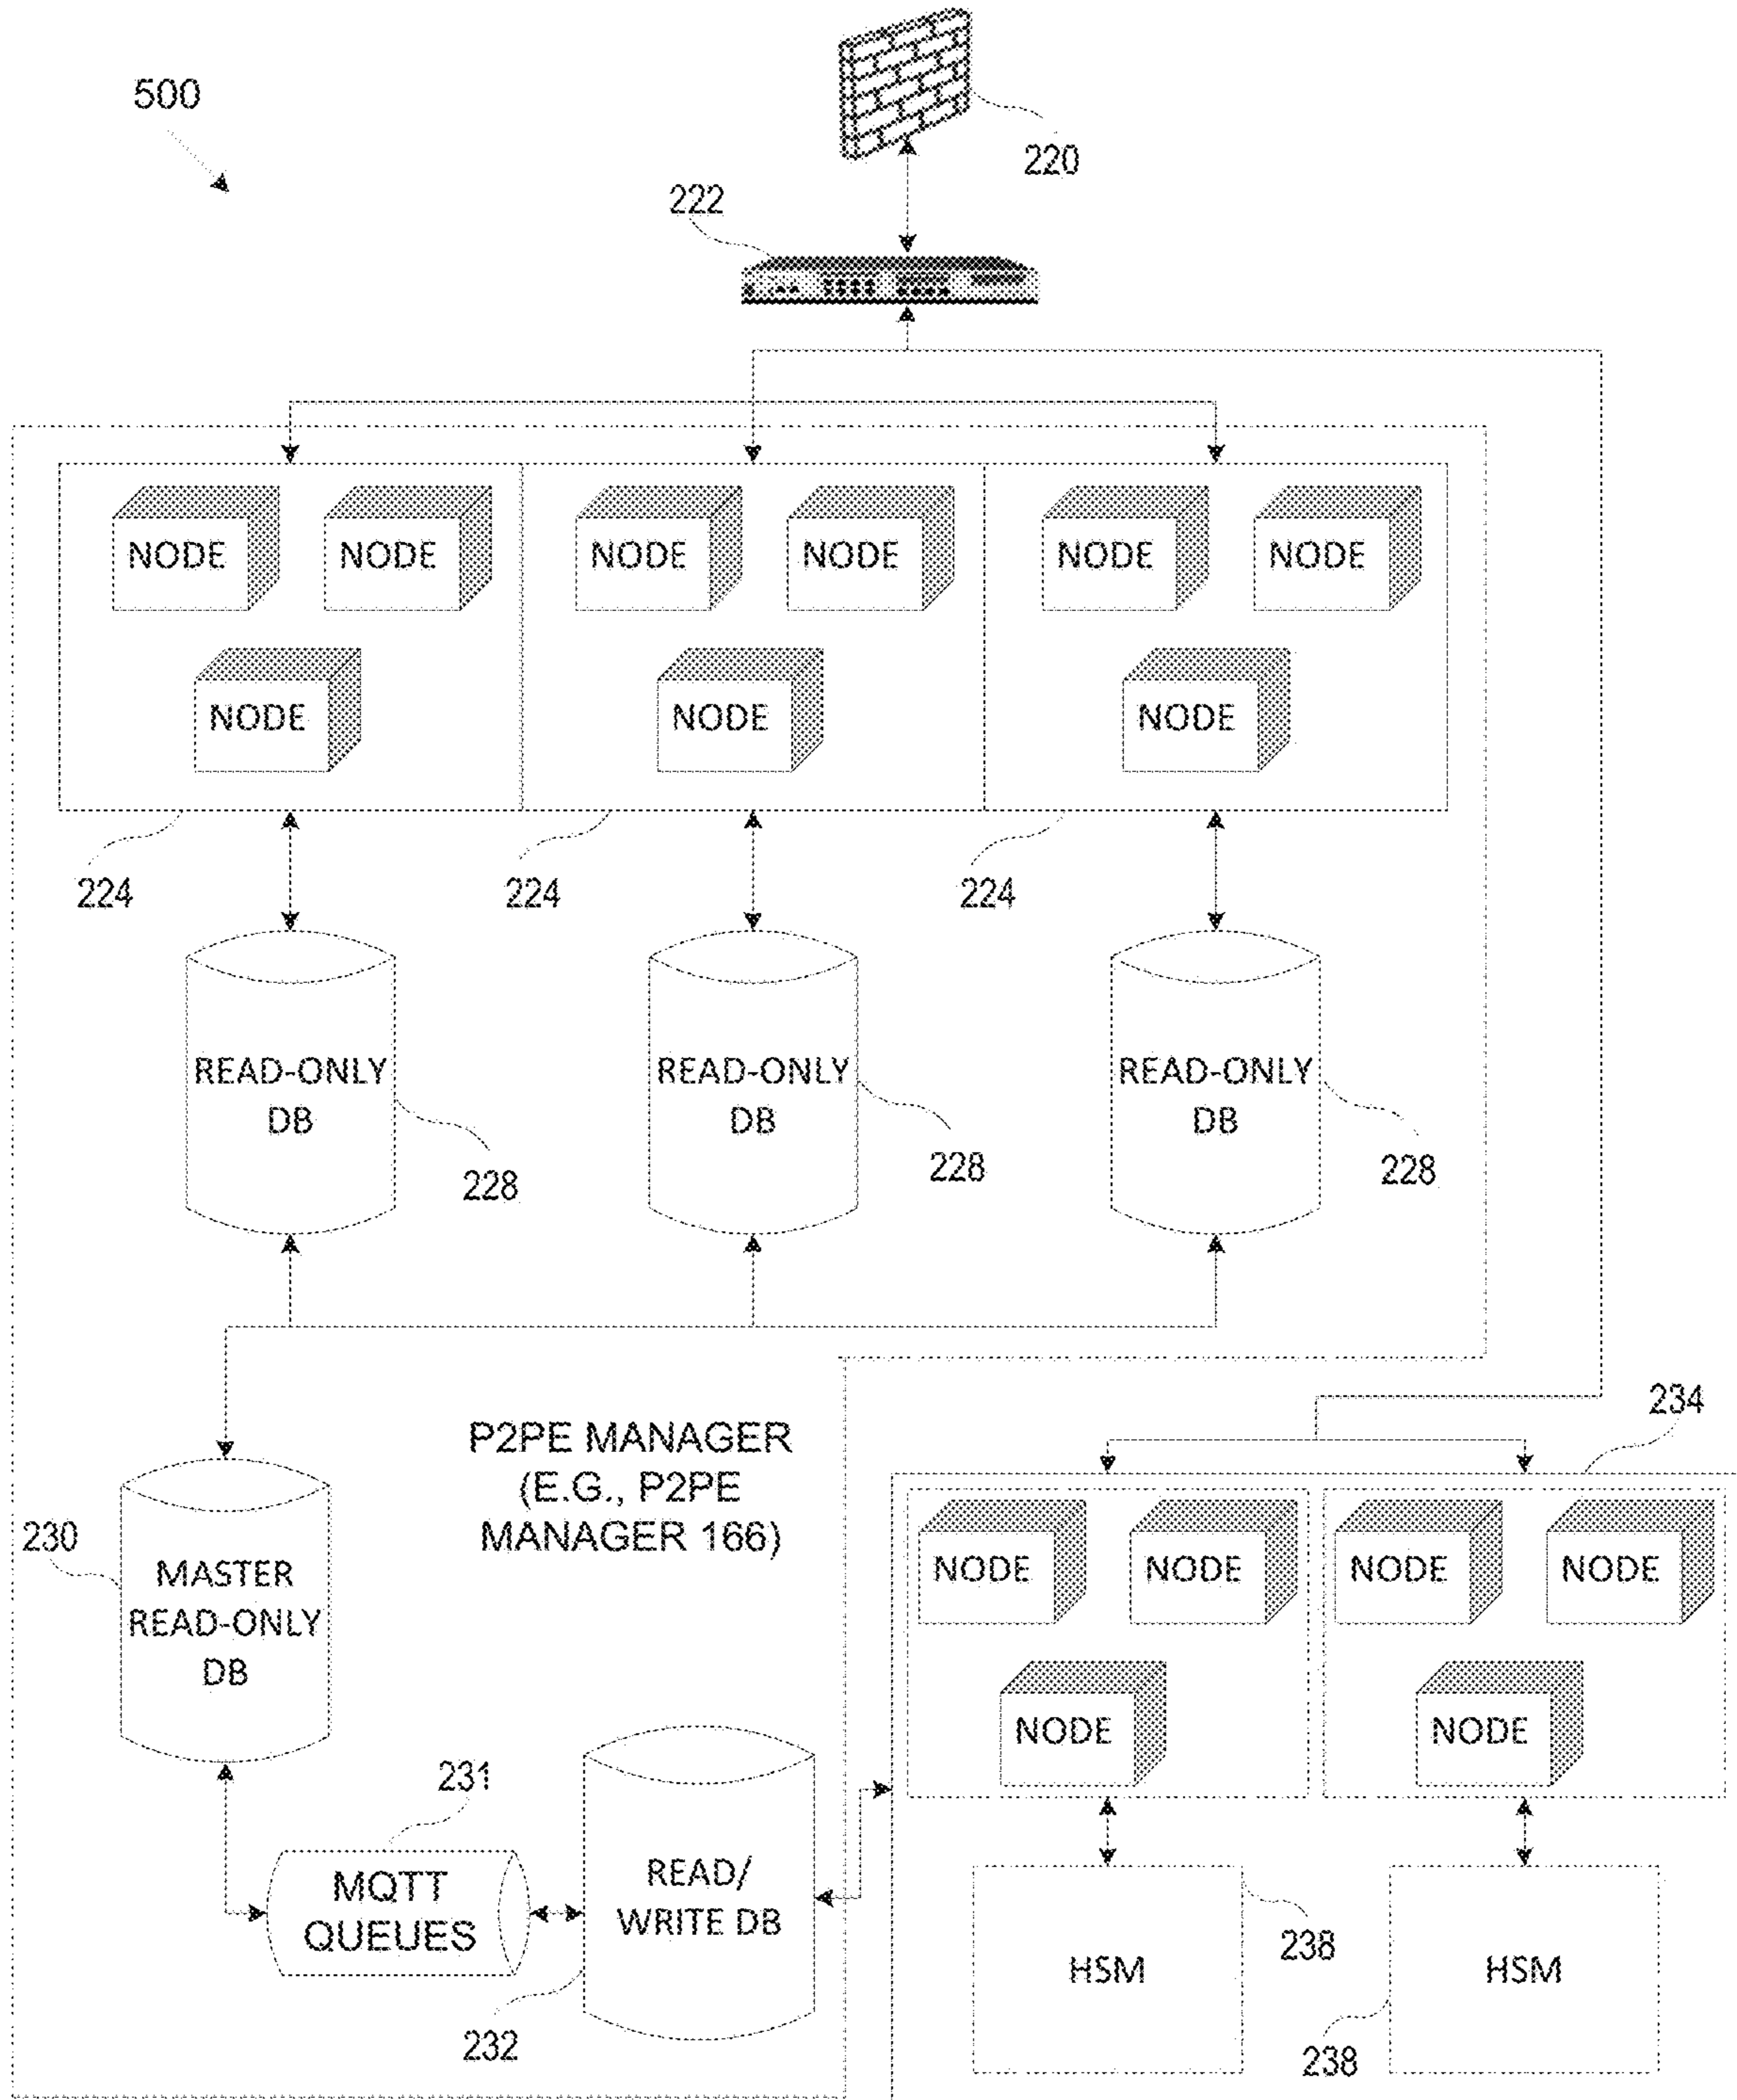 500
220
222
NODE
NODE
NODE
NODE
NODE
NODE
NODE
NODE
NODE
224
224
224
READ-ONLY
DB
READ-ONLY
DB
READ-ONLY
DB
228
228
228
P2PE MANAGER
(E.G., P2PE
MANAGER 166)
234
230
MASTER
READ-ONLY
DB
NODE
NODE
NODE
NODE
NODE
NODE
231
MQTT
QUEUES
READ/
WRITE DB
232
HSM
238
HSM
238